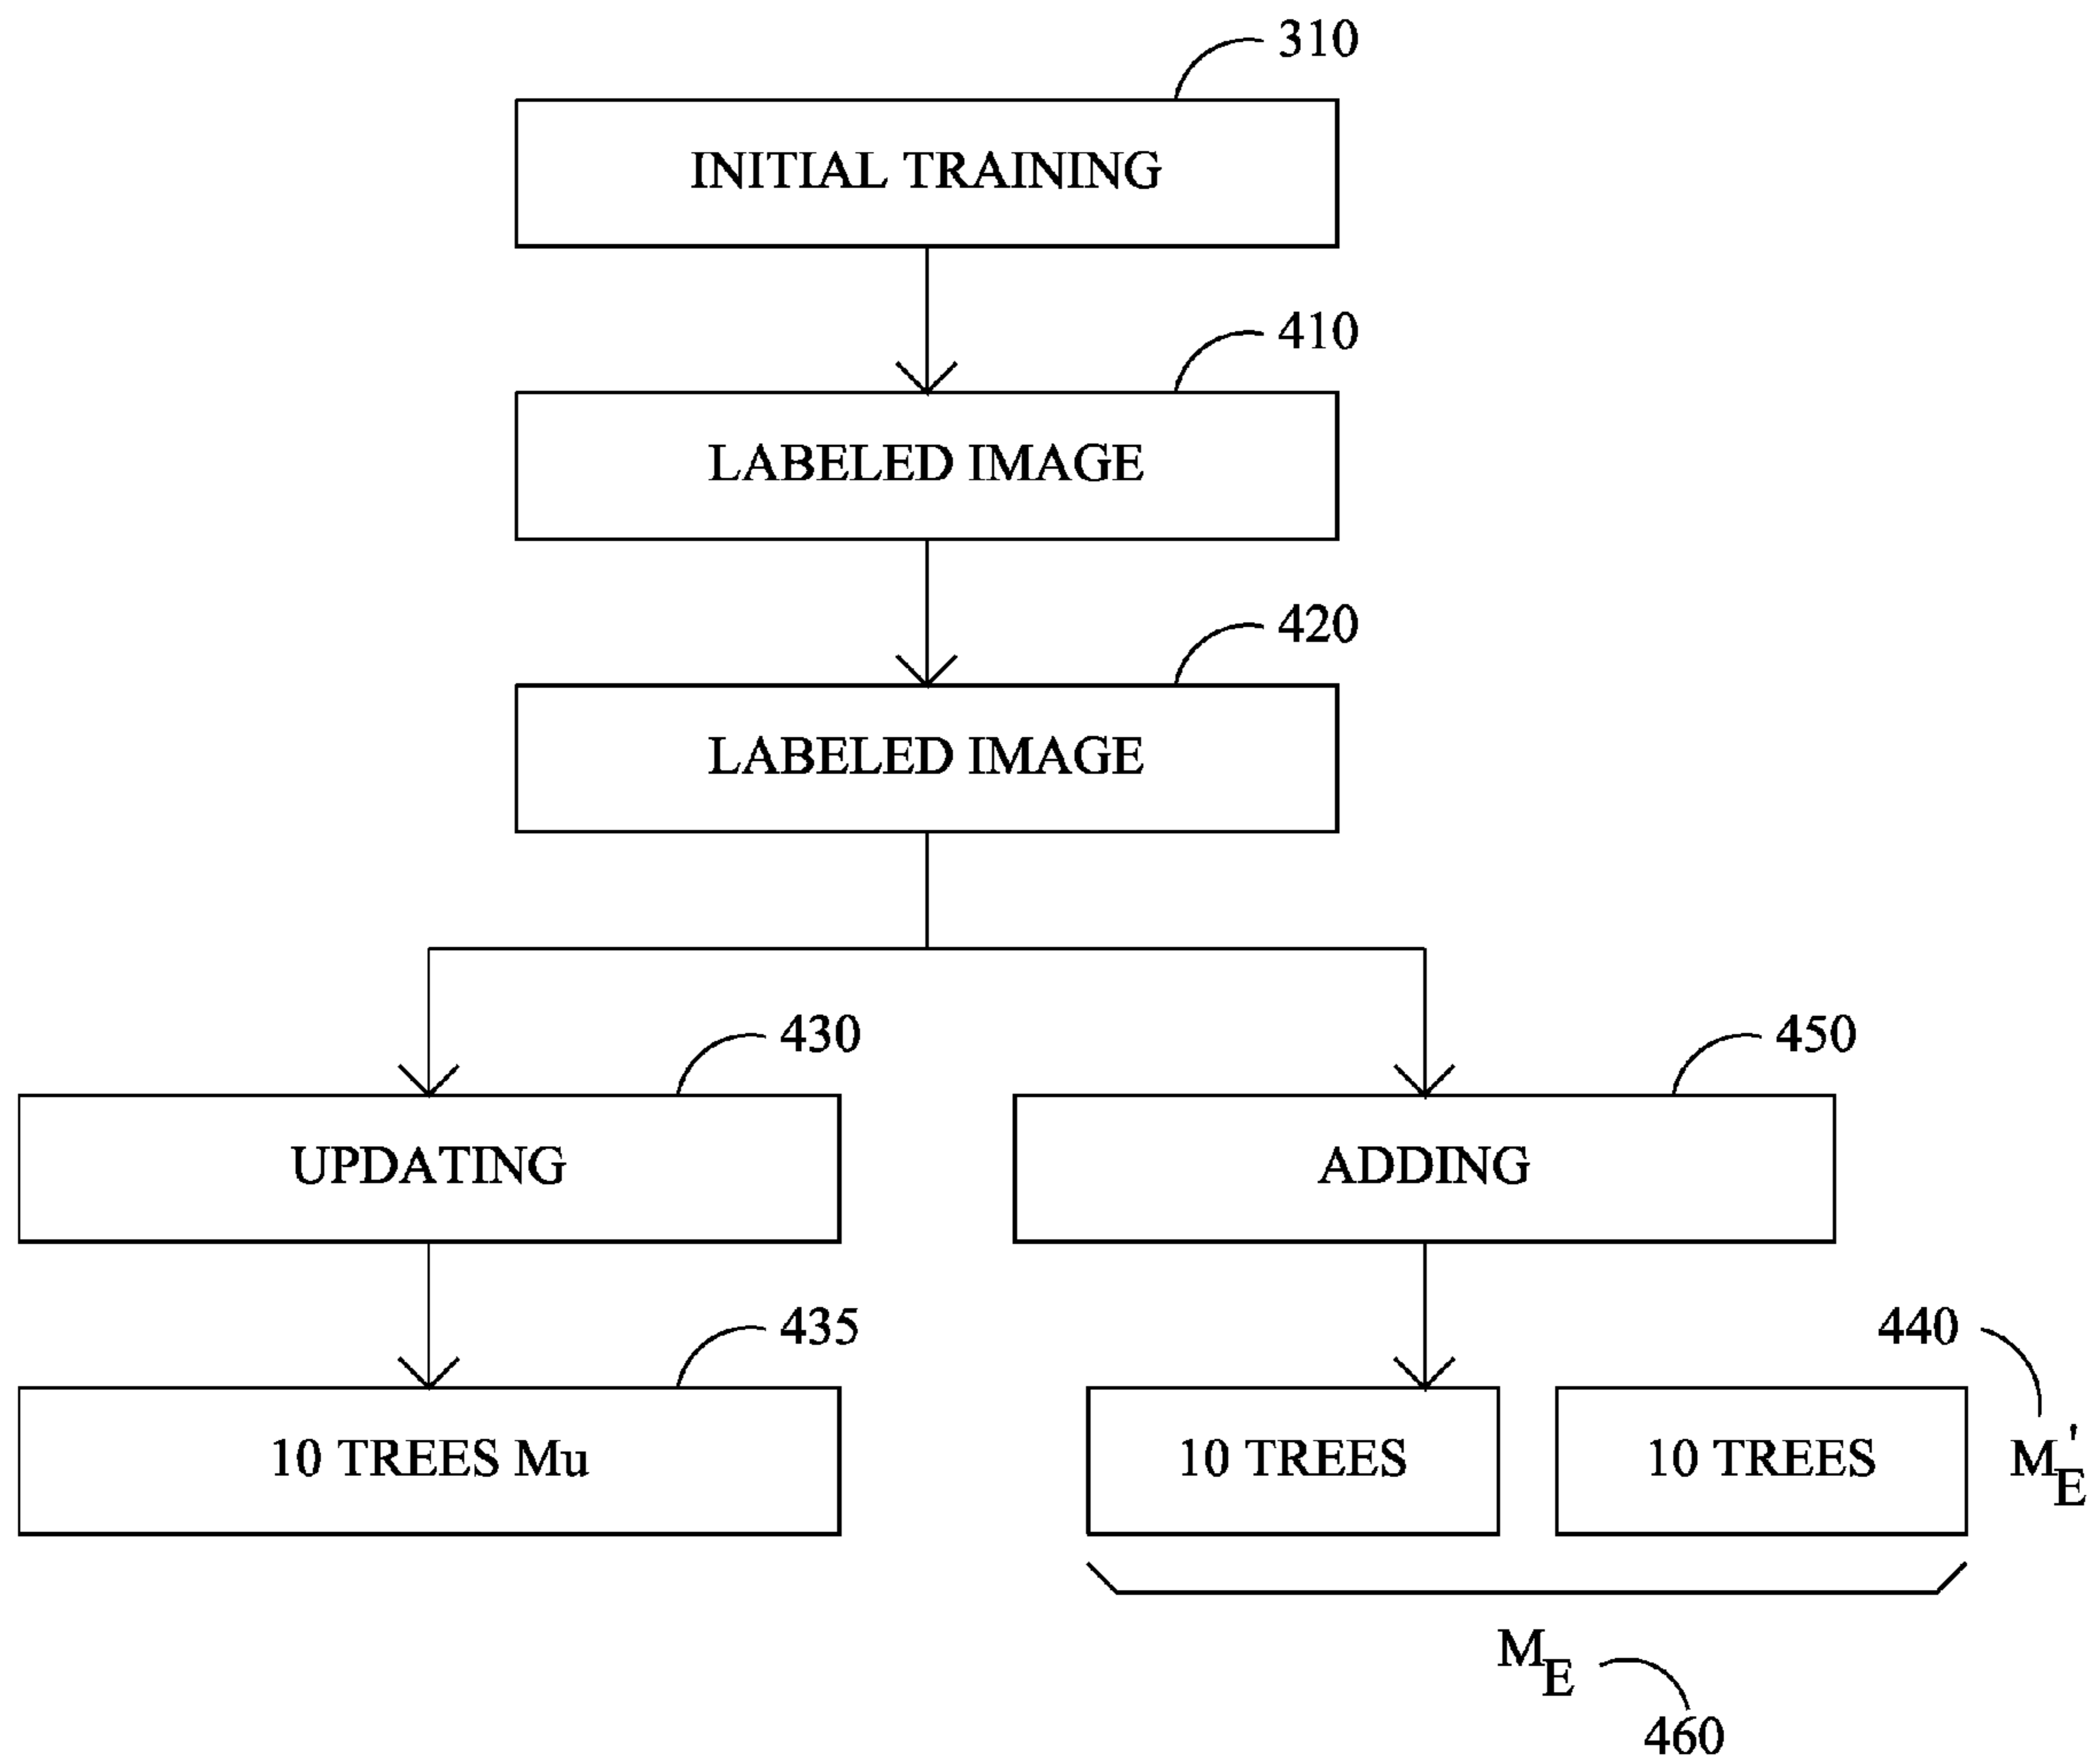 310
INITIAL TRAINING
410
LABELED IMAGE
420
LABELED IMAGE
430
450
UPDATING
ADDING
435
440
10 TREES Mu
10 TREES
10 TREES
M'E
ME
460